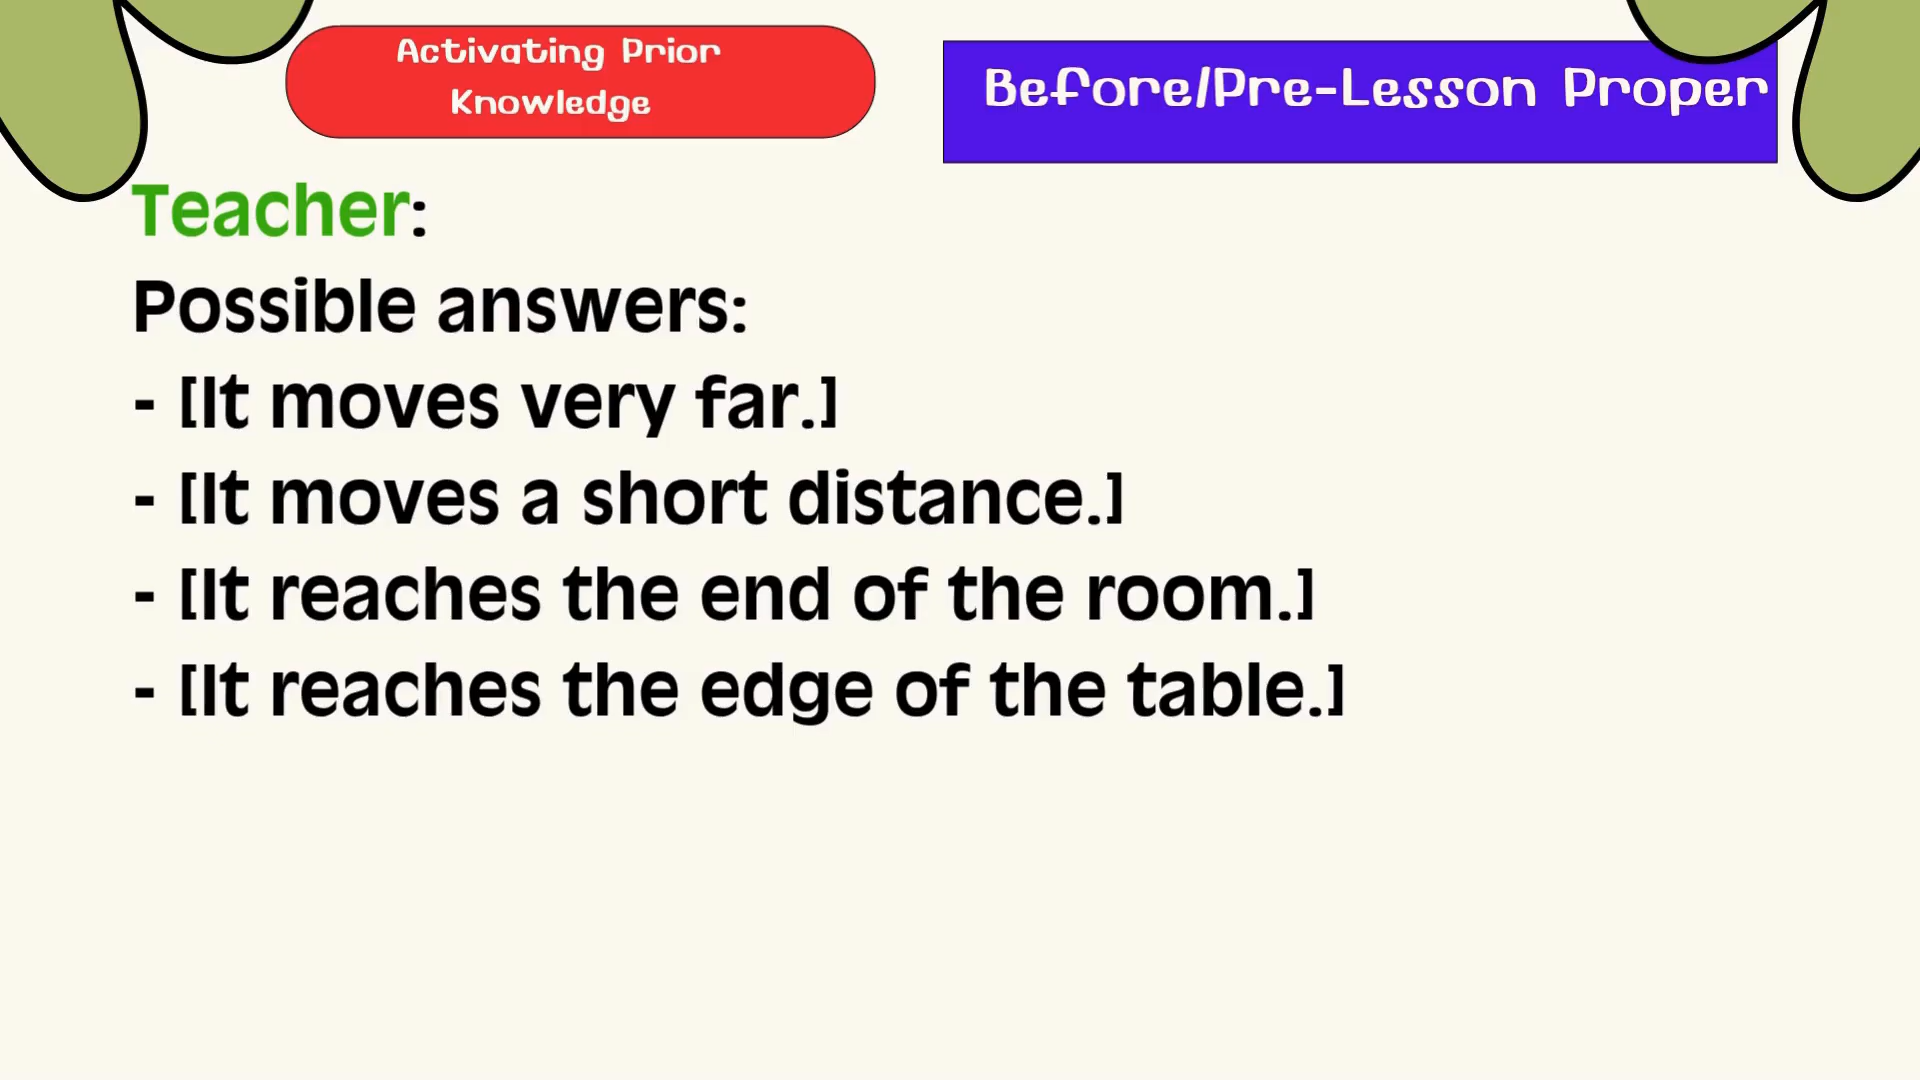 Activating Prior
Knowledge
Before/Pre-Lesson Proper
Teacher:
Possible answers:
- [It moves very far.]
- [It moves a short distance.]
- [It reaches the end of the room.]
- [It reaches the edge of the table.]